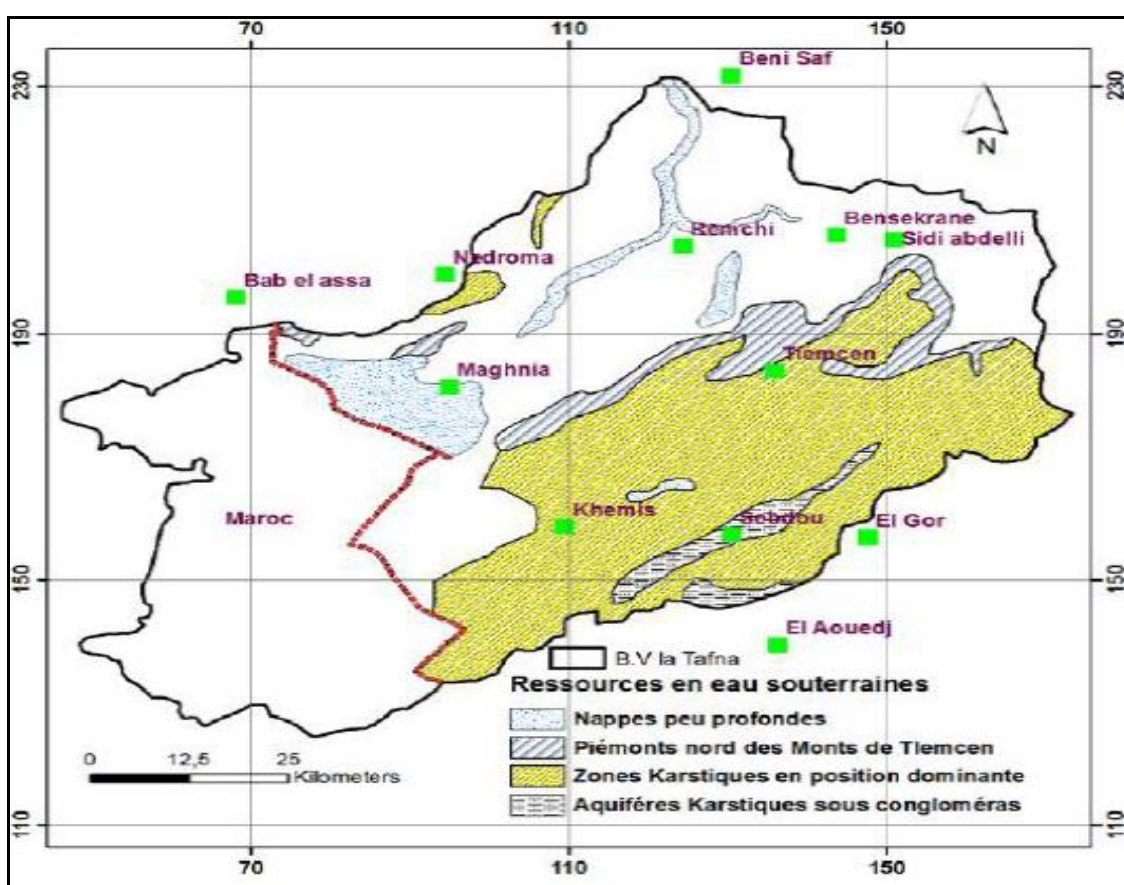 70 110 150
Beni Saf
230 230
N
Bensekrane
Remchi
Sidi abdelli
Nedroma
Bab el assa
190 190
Tlemcen
Maghnia
Khemis
Maroc
Sebdou
El Gor
150 150
El Aouedj
B.V la Tafna
Ressources en eau souterraines
Nappes peu profondes
Piémonts nord des Monts de Tlemcen
0 12,5 25
Kilometers
Zones Karstiques en position dominante
Aquiféres Karstiques sous congloméras
110 110
70 110 150